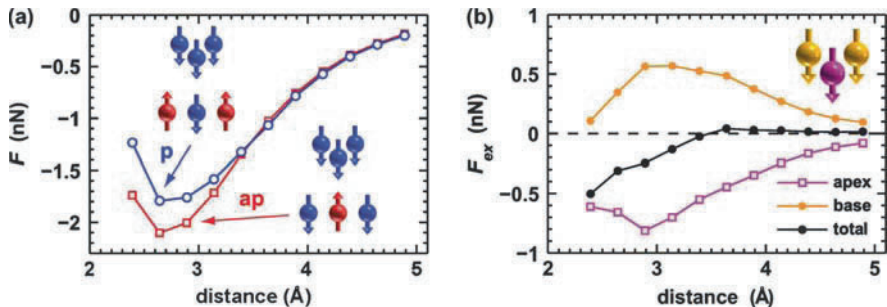 (a)
0
-0.5
-1
-1.5
-2
F (nN)
p
ap
2 3 4 5
distance (Å)
(b)
1
0.5
0
-0.5
-1
F_ex (nN)
apex
base
total
2 3 4 5
distance (Å)